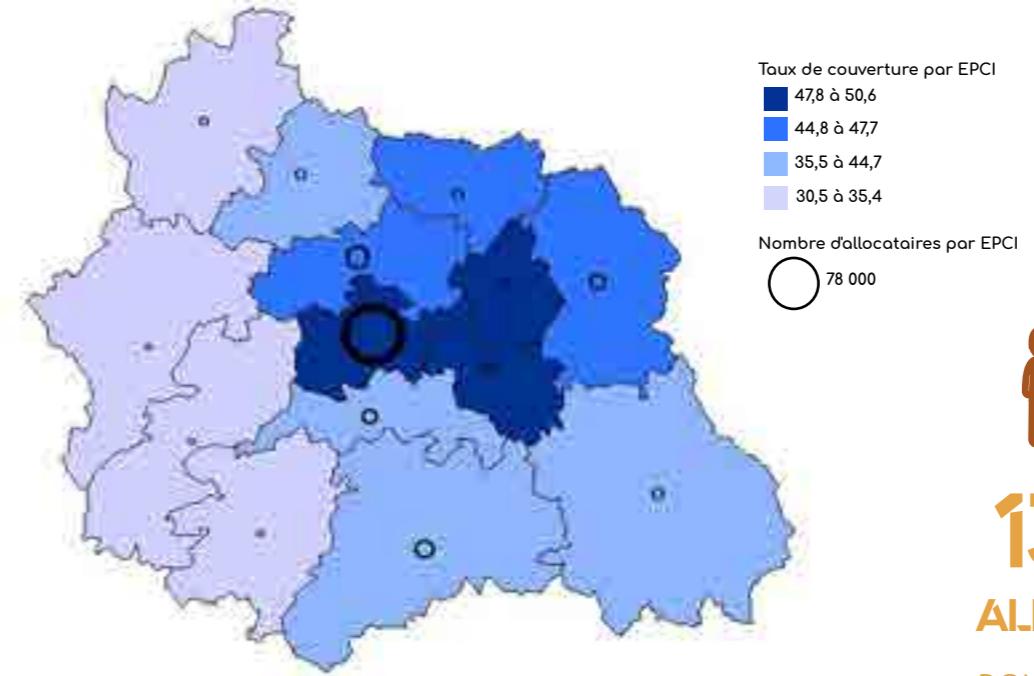 Taux de couverture par EPCI
47,8 à 50,6
44,8 à 47,7
35,5 à 44,7
30,5 à 35,4
Nombre d'allocataires par EPCI
78 000